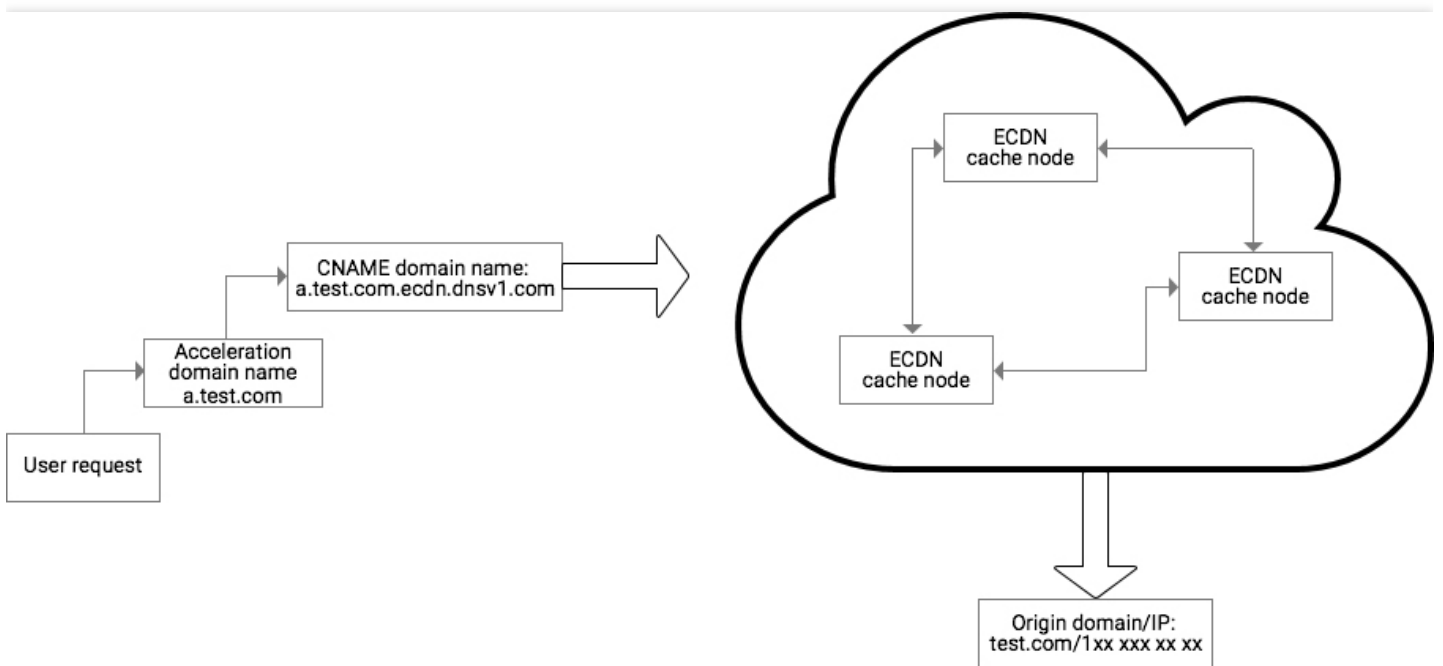 ECDN
cache node
ECDN
cache node
CNAME domain name:
a.test.com.ecdn.dnsv1.com
Acceleration
domain name
a.test.com
ECDN
cache node
User request
Origin domain/IP:
test.com/1xx xxx xx xx